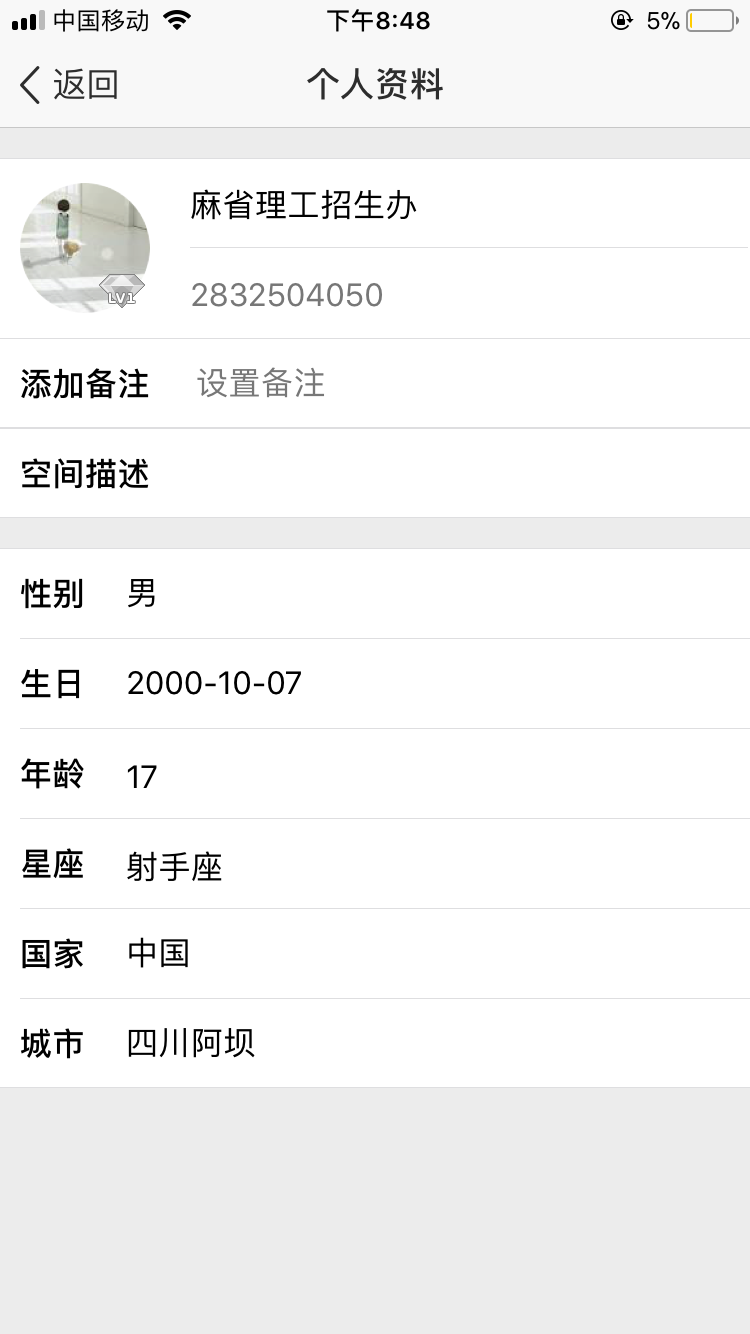 中国移动 下午8:48 5%
返回 个人资料
麻省理工招生办
LV1
2832504050
添加备注 设置备注
空间描述
性别 男
生日 2000-10-07
年龄 17
星座 射手座
国家 中国
城市 四川阿坝